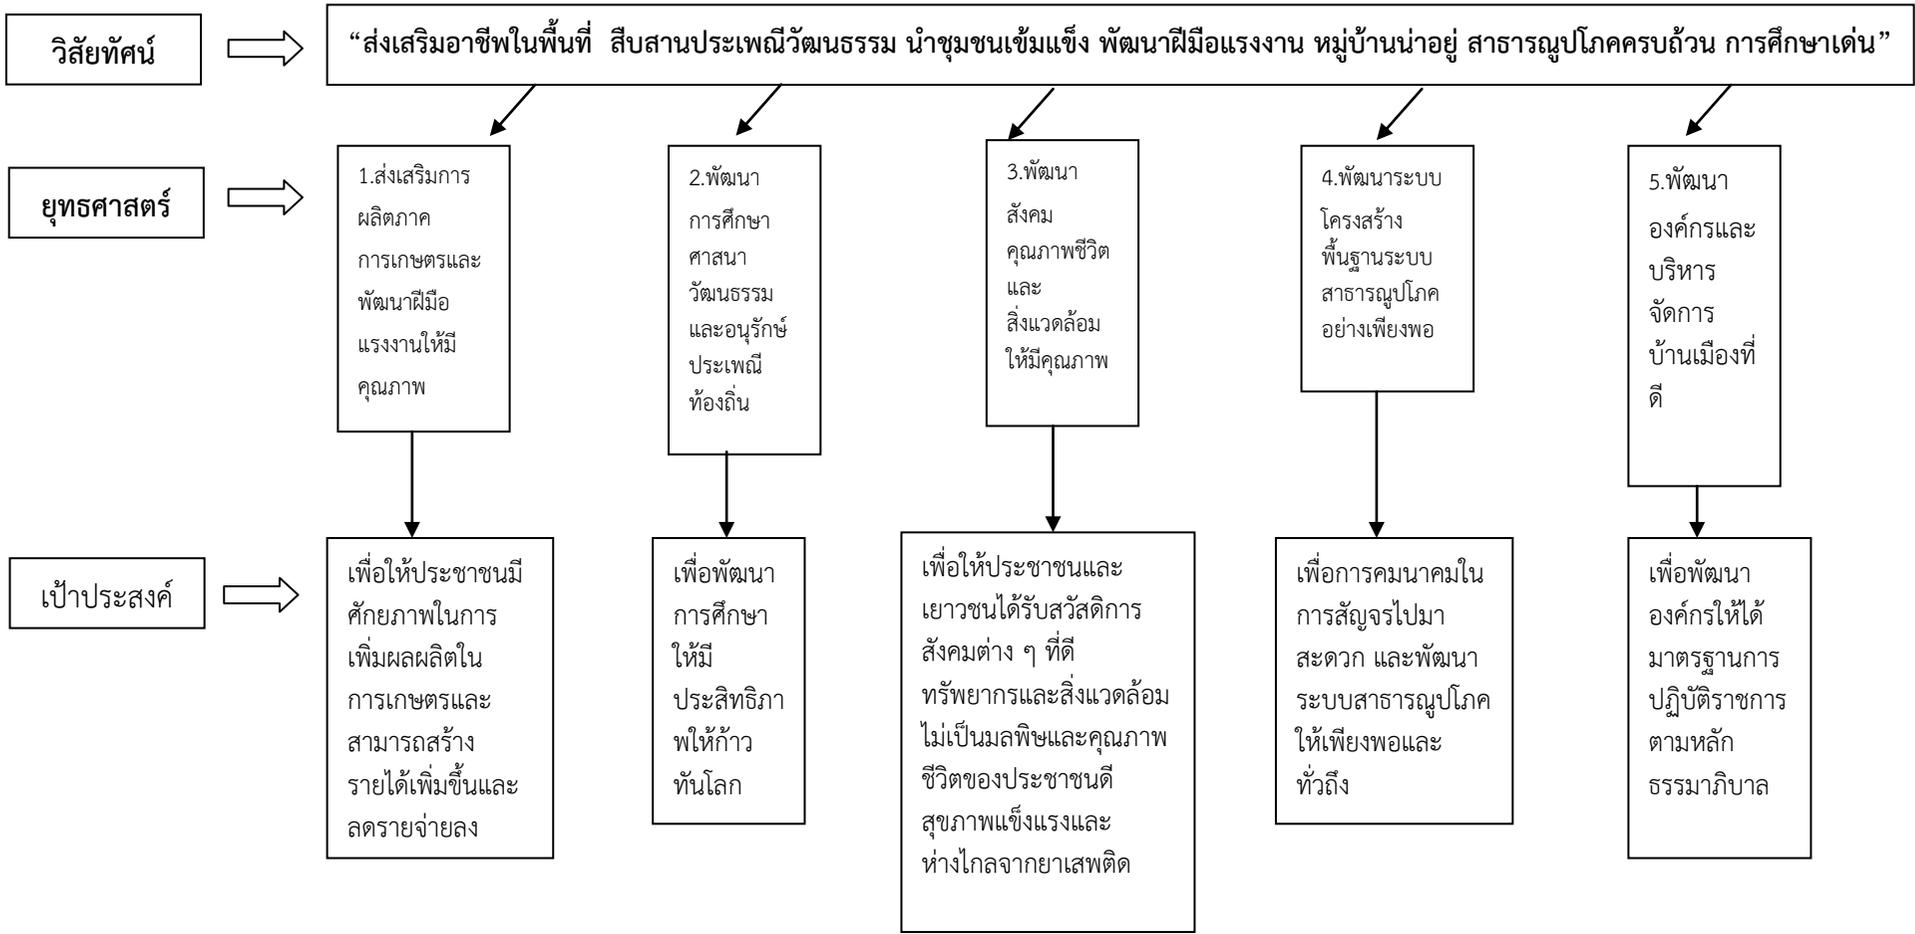 วิสัยทัศน์
“ส่งเสริมอาชีพในพื้นที่  สืบสานประเพณีวัฒนธรรม นำชุมชนเข้มแข็ง พัฒนาฝีมือแรงงาน หมู่บ้านน่าอยู่ สาธารณูปโภคครบถ้วน การศึกษาเด่น”
ยุทธศาสตร์
1.ส่งเสริมการ
ผลิตภาค
การเกษตรและ
พัฒนาฝีมือ
แรงงานให้มี
คุณภาพ
2.พัฒนา
การศึกษา
ศาสนา
วัฒนธรรม
และอนุรักษ์
ประเพณี
ท้องถิ่น
3.พัฒนา
สังคม
คุณภาพชีวิต
และ
สิ่งแวดล้อม
ให้มีคุณภาพ
4.พัฒนาระบบ
โครงสร้าง
พื้นฐานระบบ
สาธารณูปโภค
อย่างเพียงพอ
5.พัฒนา
องค์กรและ
บริหาร
จัดการ
บ้านเมืองที่
ดี
เป้าประสงค์
เพื่อให้ประชาชนมี
ศักยภาพในการ
เพิ่มผลผลิตใน
การเกษตรและ
สามารถสร้าง
รายได้เพิ่มขึ้นและ
ลดรายจ่ายลง
เพื่อพัฒนา
การศึกษา
ให้มี
ประสิทธิภา
พให้ก้าว
ทันโลก
เพื่อให้ประชาชนและ
เยาวชนได้รับสวัสดิการ
สังคมต่าง ๆ ที่ดี
ทรัพยากรและสิ่งแวดล้อม
ไม่เป็นมลพิษและคุณภาพ
ชีวิตของประชาชนดี
สุขภาพแข็งแรงและ
ห่างไกลจากยาเสพติด
เพื่อการคมนาคมใน
การสัญจรไปมา
สะดวก และพัฒนา
ระบบสาธารณูปโภค
ให้เพียงพอและ
ทั่วถึง
เพื่อพัฒนา
องค์กรให้ได้
มาตรฐานการ
ปฏิบัติราชการ
ตามหลัก
ธรรมาภิบาล